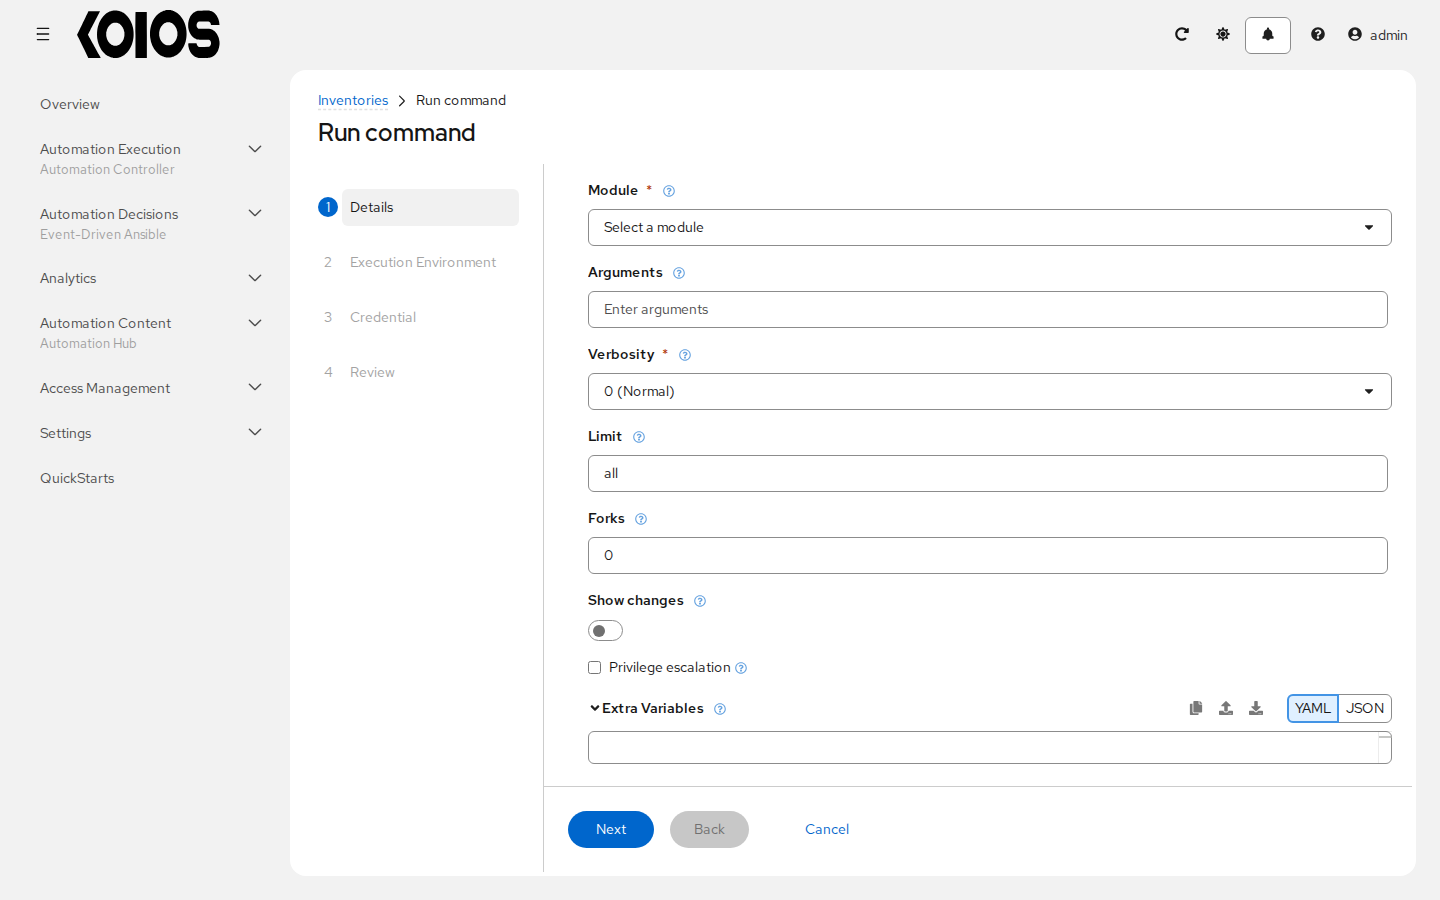 KOIOS
admin
Overview
Automation Execution
Automation Controller
Automation Decisions
Event-Driven Ansible
Analytics
Automation Content
Automation Hub
Access Management
Settings
QuickStarts
Inventories > Run command
Run command
1 Details
2 Execution Environment
3 Credential
4 Review
Module *
Select a module
Arguments
Enter arguments
Verbosity *
0 (Normal)
Limit
all
Forks
0
Show changes
Privilege escalation
Extra Variables
YAML JSON
Next Back Cancel